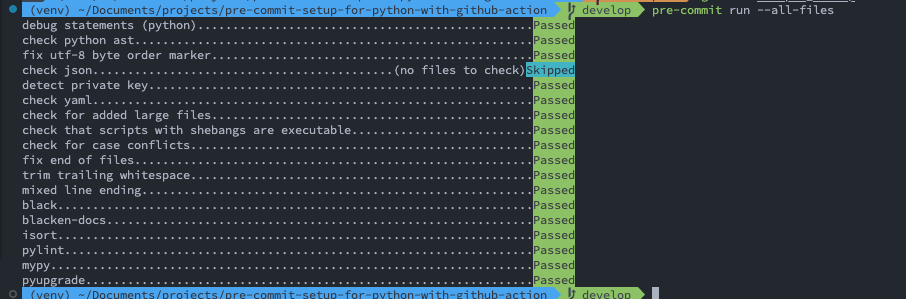 (venv) ~/Documents/projects/pre-commit-setup-for-python-with-github-action develop pre-commit run --all-files
debug statements (python)................................................Passed
check python ast.........................................................Passed
fix utf-8 byte order marker..............................................Passed
check json...........................................(no files to check)Skipped
detect private key.......................................................Passed
check yaml...............................................................Passed
check for added large files..............................................Passed
check that scripts with shebangs are executable..........................Passed
check for case conflicts.................................................Passed
fix end of files.........................................................Passed
trim trailing whitespace.................................................Passed
mixed line ending........................................................Passed
black....................................................................Passed
blacken-docs.............................................................Passed
isort....................................................................Passed
pylint...................................................................Passed
mypy.....................................................................Passed
pyupgrade................................................................Passed
(venv) ~/Documents/projects/pre-commit-setup-for-python-with-github-action develop